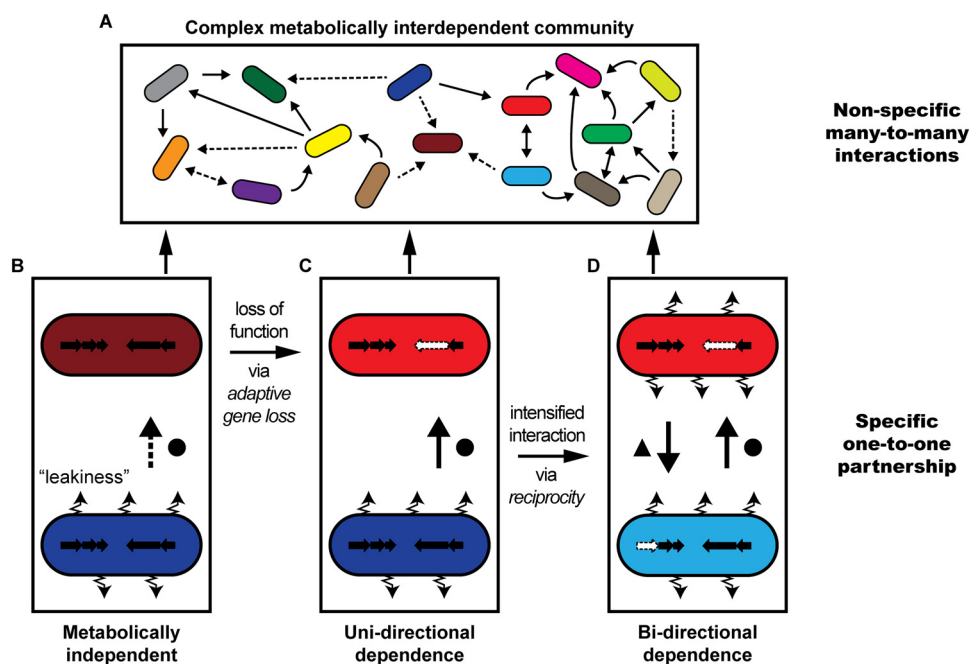 A
Complex metabolically interdependent community
Non-specific
many-to-many
interactions
B
C
D
loss of
function
via
adaptive
gene loss
intensified
interaction
via
reciprocity
"leakiness"
Specific
one-to-one
partnership
Metabolically
independent
Uni-directional
dependence
Bi-directional
dependence